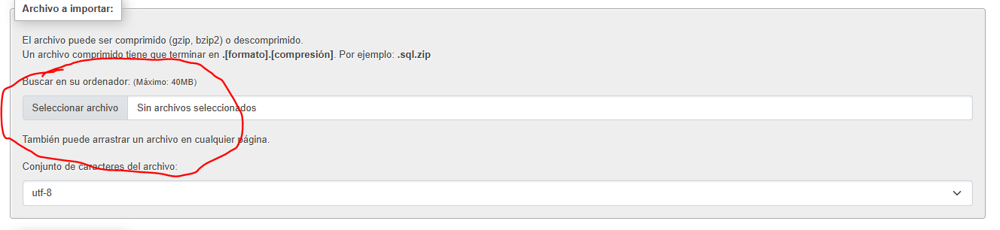 Archivo a importar:
El archivo puede ser comprimido (gzip, bzip2) o descomprimido.
Un archivo comprimido tiene que terminar en .[formato].[compresión]. Por ejemplo: .sql.zip
Buscar en su ordenador: (Máximo: 40MB)
Seleccionar archivo Sin archivos seleccionados
También puede arrastrar un archivo en cualquier página.
Conjunto de caracteres del archivo:
utf-8